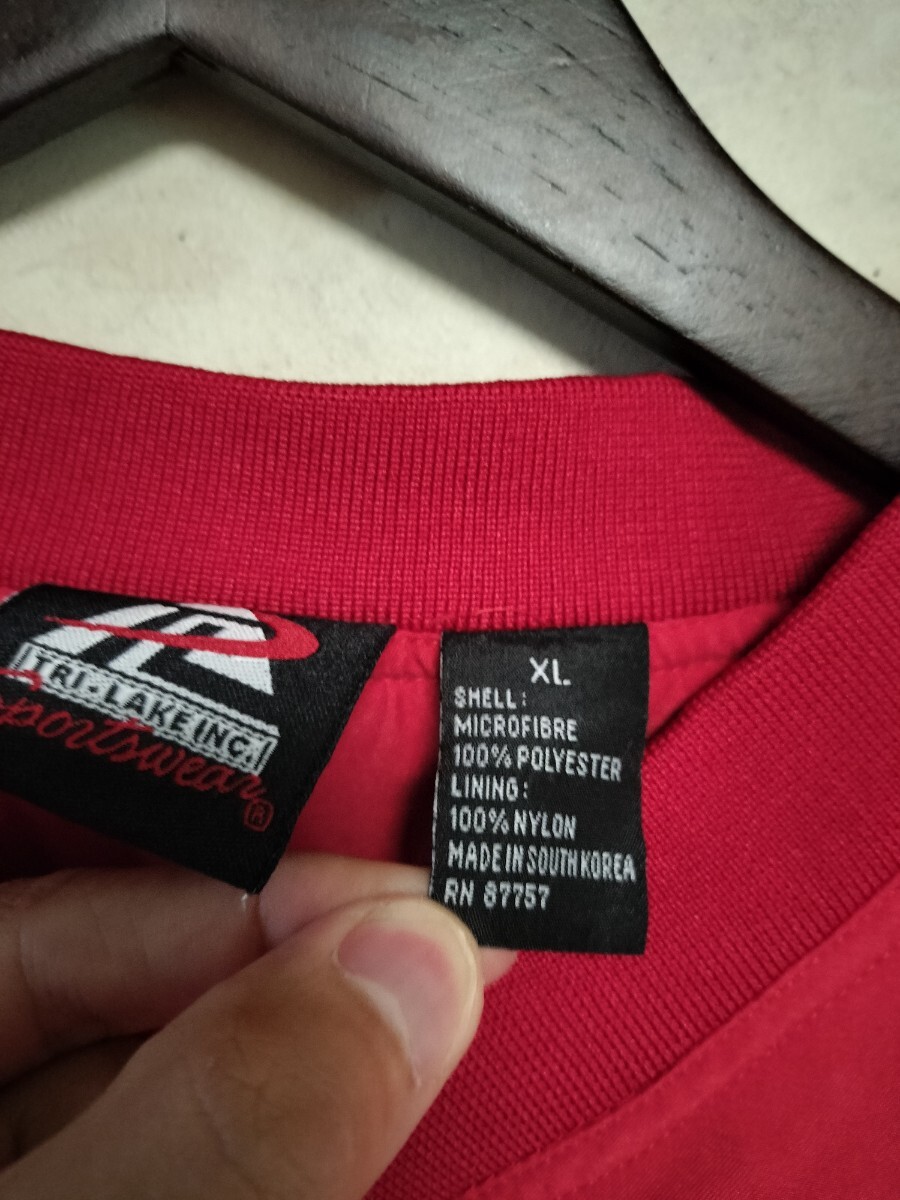 TRI-LAKE INC.
Sportswear®
XL
SHELL:
MICROFIBRE
100% POLYESTER
LINING:
100% NYLON
MADE IN SOUTH KOREA
RN 87757